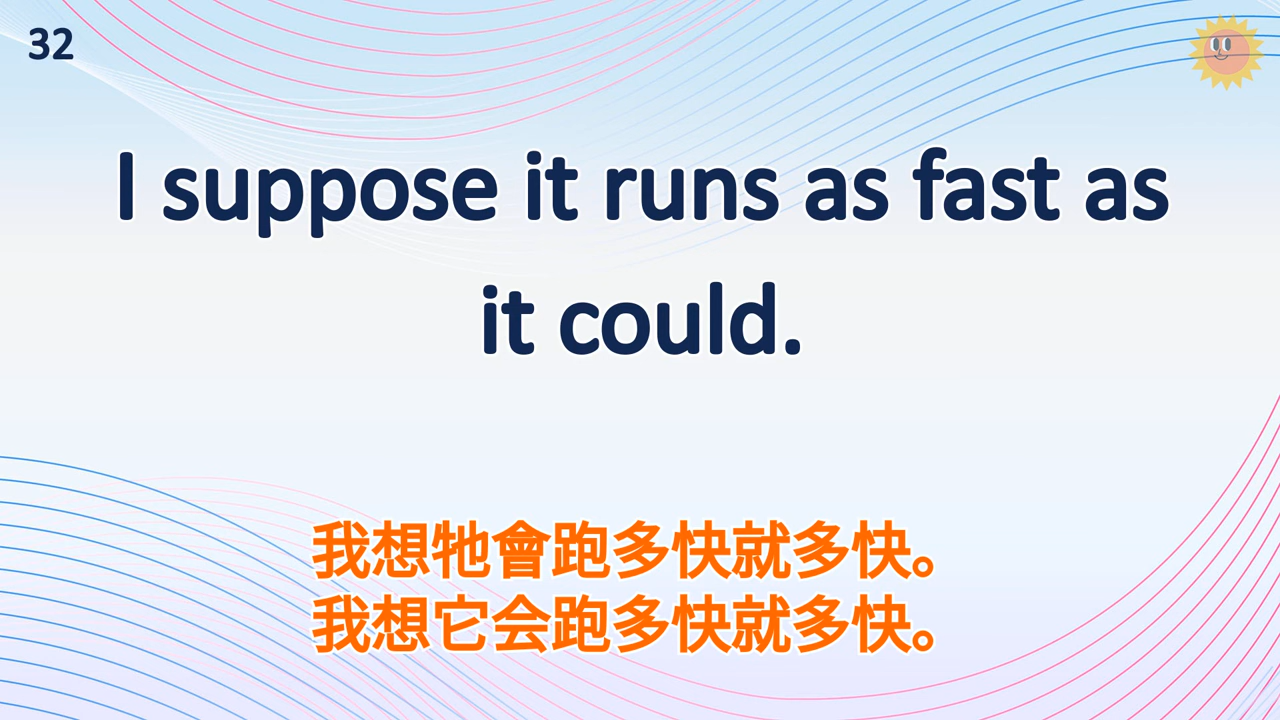 32
I suppose it runs as fast as
it could.
我想牠會跑多快就多快。
我想它会跑多快就多快。